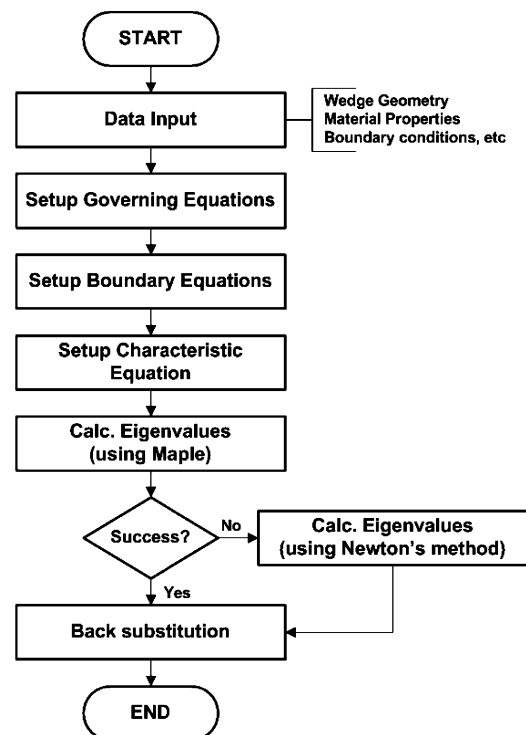 START
Data Input
Wedge Geometry
Material Properties
Boundary conditions, etc
Setup Governing Equations
Setup Boundary Equations
Setup Characteristic
Equation
Calc. Eigenvalues
(using Maple)
Success?
No
Calc. Eigenvalues
(using Newton's method)
Yes
Back substitution
END